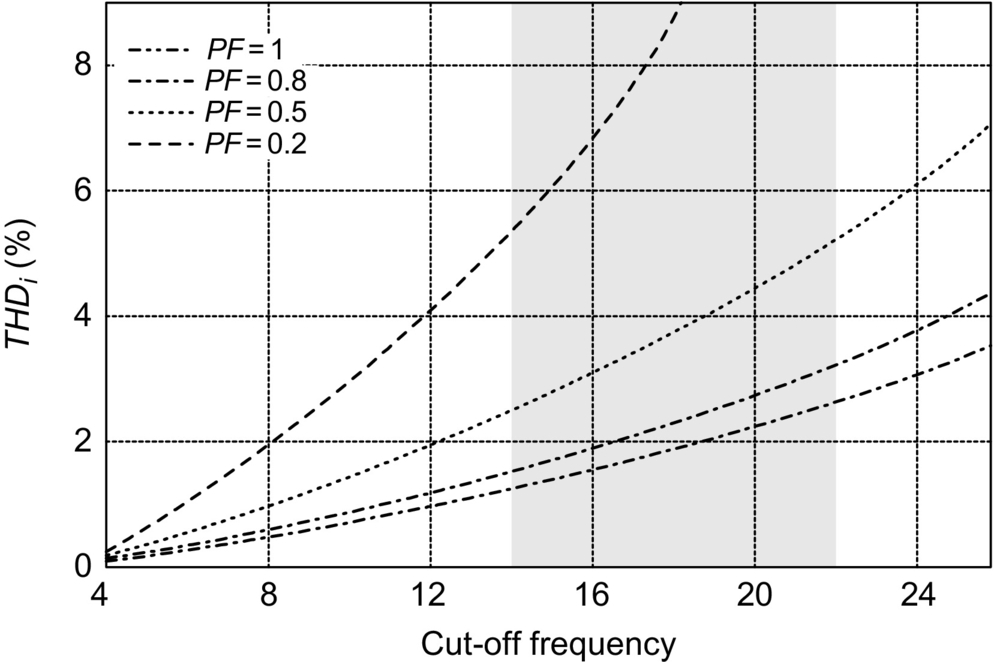 PF=1
PF=0.8
PF=0.5
PF=0.2
8
6
4
2
0
THDi (%)
4 8 12 16 20 24
Cut-off frequency